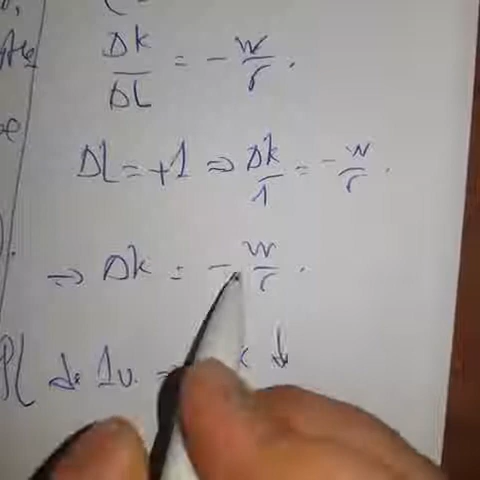 ΔK/ΔL = - w/r .
ΔL = +1 ⇒ ΔK/1 = - w/r .
⇒ ΔK = - w/r .
de 1u. ↓